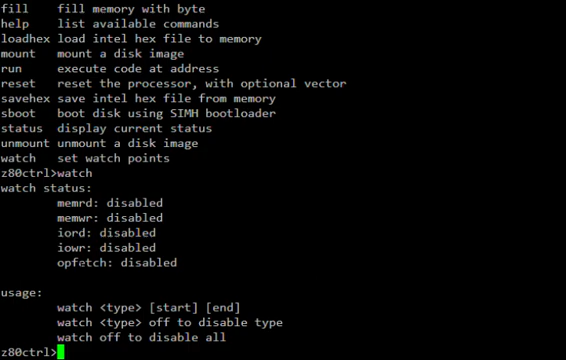 fill    fill memory with byte
help    list available commands
loadhex load intel hex file to memory
mount   mount a disk image
run     execute code at address
reset   reset the processor, with optional vector
savehex save intel hex file from memory
sboot   boot disk using SIMH bootloader
status  display current status
unmount unmount a disk image
watch   set watch points
z80ctrl>watch
watch status:
        memrd: disabled
        memwr: disabled
        iord: disabled
        iowr: disabled
        opfetch: disabled

usage:
        watch <type> [start] [end]
        watch <type> off to disable type
        watch off to disable all
z80ctrl>